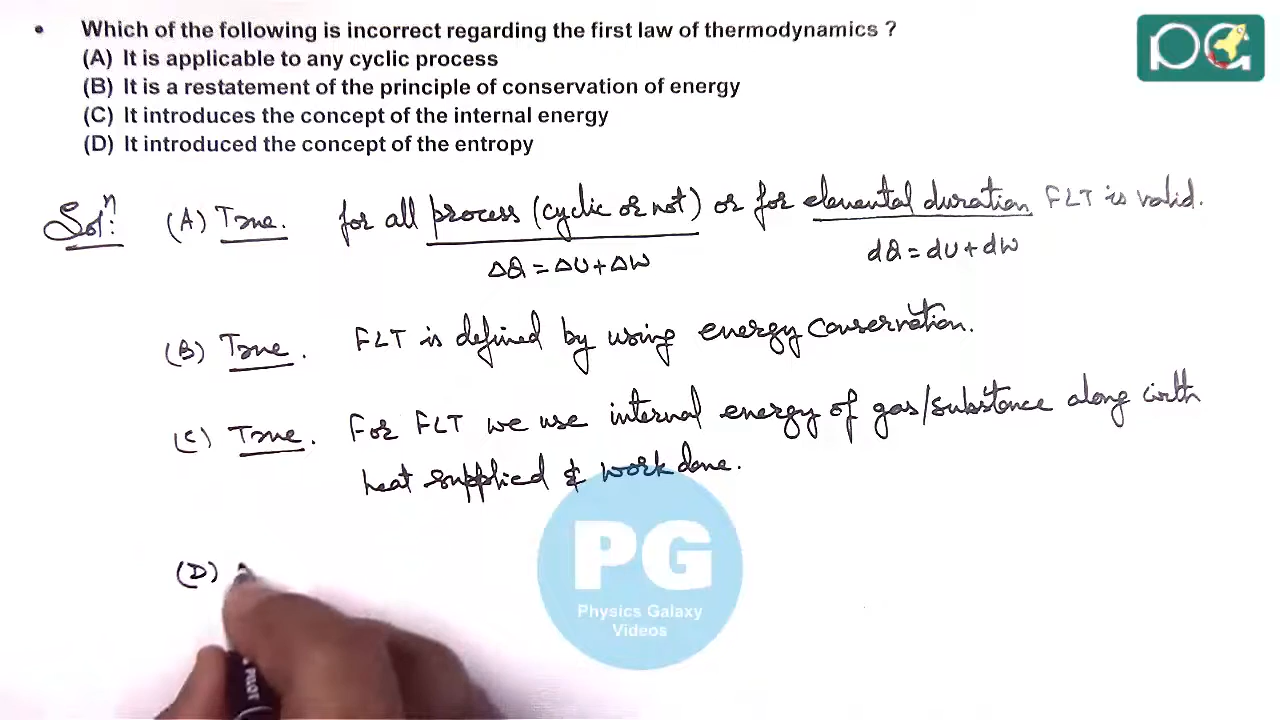 • Which of the following is incorrect regarding the first law of thermodynamics ?
(A) It is applicable to any cyclic process
(B) It is a restatement of the principle of conservation of energy
(C) It introduces the concept of the internal energy
(D) It introduced the concept of the entropy
PG
Solⁿ: (A) True. for all process (cyclic or not) or for elemental duration FLT is valid.
ΔQ = ΔU + ΔW dQ = dU + dW
(B) True. FLT is defined by using energy conservation.
(C) True. For FLT we use internal energy of gas/substance along with
heat supplied & work done.
(D)
PG
Physics Galaxy
Videos
PILOT